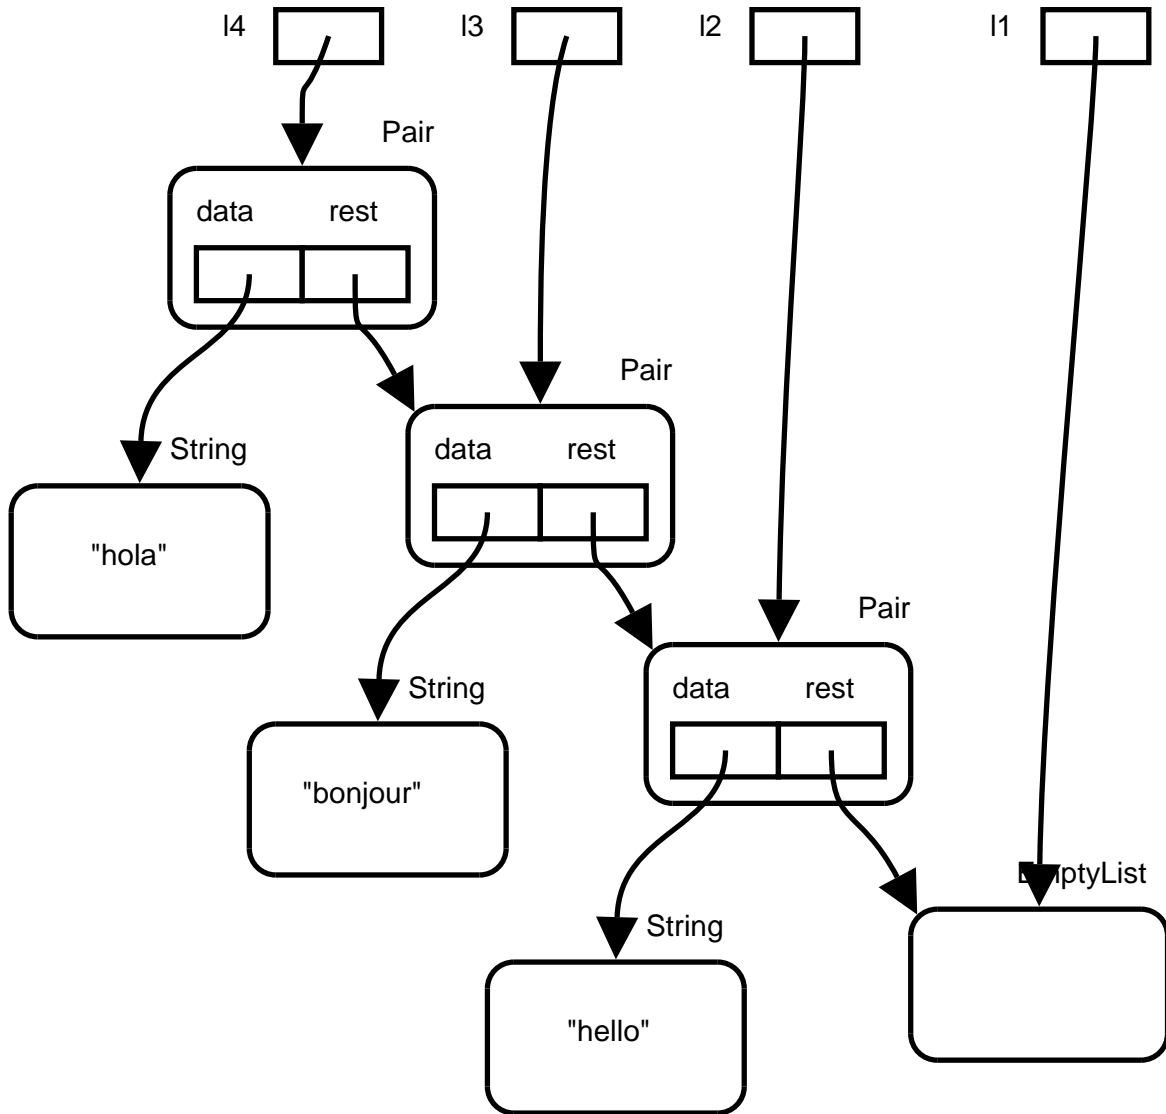 l4 l3 l2 l1
Pair
data rest
Pair
String
data rest
"hola"
Pair
String
data rest
"bonjour"
EmptyList
String
"hello"